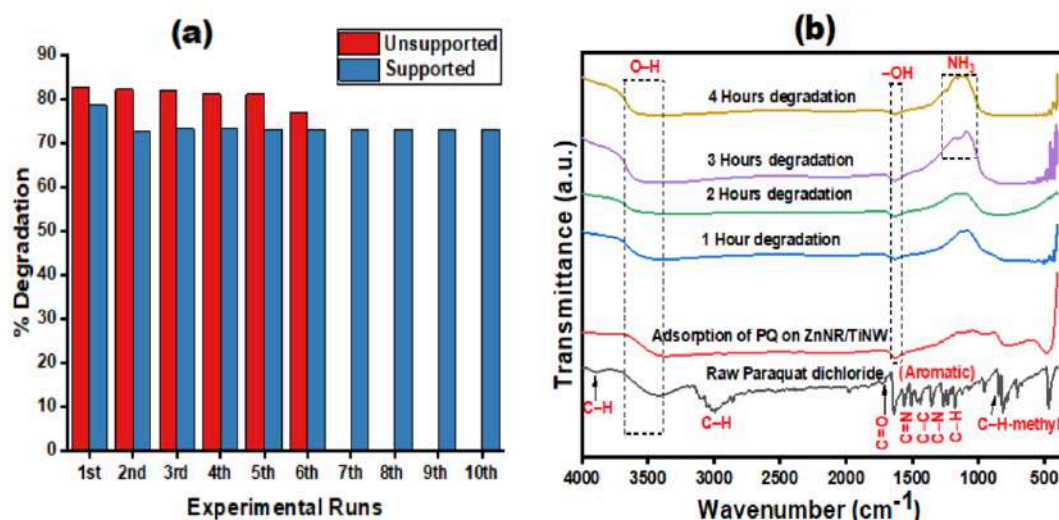 (a)
Unsupported
Supported
% Degradation
90
80
70
60
50
40
30
20
10
0
1st 2nd 3rd 4th 5th 6th 7th 8th 9th 10th
Experimental Runs
(b)
O–H
–OH
NH3
4 Hours degradation
3 Hours degradation
2 Hours degradation
1 Hour degradation
Adsorption of PQ on ZnNR/TiNW
Raw Paraquat dichloride
(Aromatic)
C–H
C–H
C=O
C=N
C–C
C–N
C–H
C–H-methyl
Transmittance (a.u.)
4000 3500 3000 2500 2000 1500 1000 500
Wavenumber (cm-1)